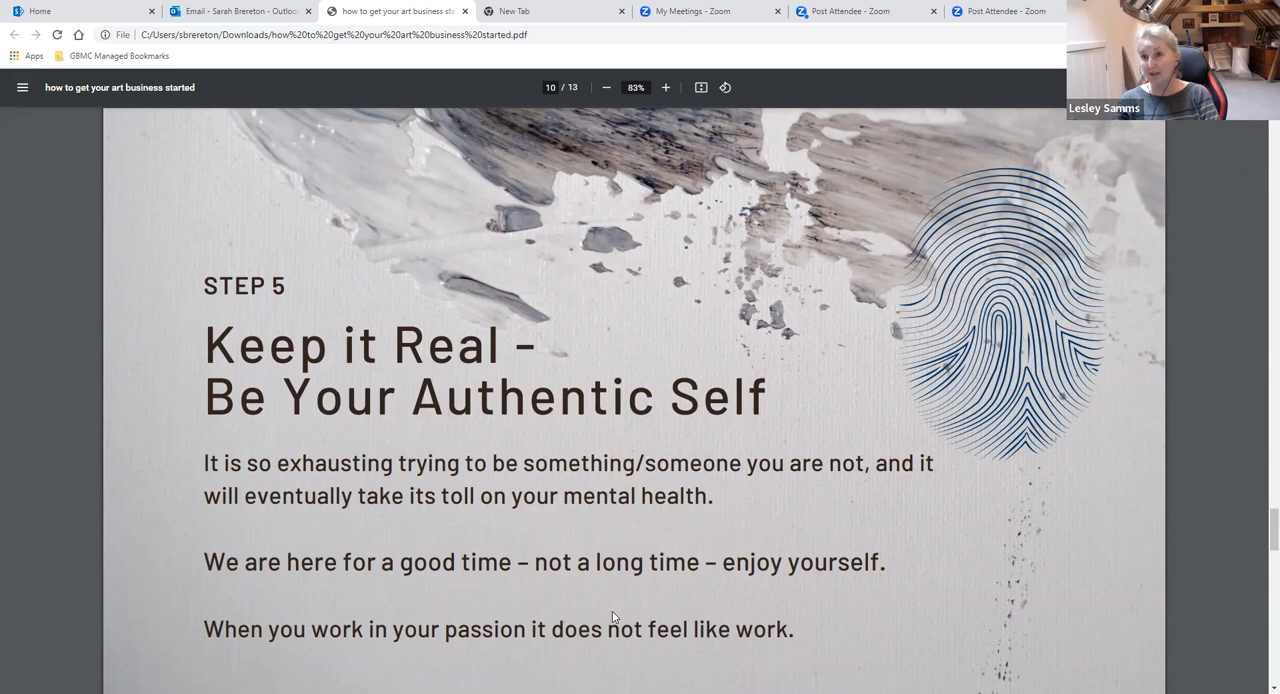 Home
Email - Sarah Brereton - Outloo
how to get your art business sta
New Tab
My Meetings - Zoom
Post Attendee - Zoom
Post Attendee - Zoom
File
C:/Users/sbrereton/Downloads/how%20to%20get%20your%20art%20business%20started.pdf
Apps
GBMC Managed Bookmarks
how to get your art business started
10 / 13
83%
Lesley Samms
STEP 5
Keep it Real -
Be Your Authentic Self
It is so exhausting trying to be something/someone you are not, and it
will eventually take its toll on your mental health.
We are here for a good time – not a long time – enjoy yourself.
When you work in your passion it does not feel like work.